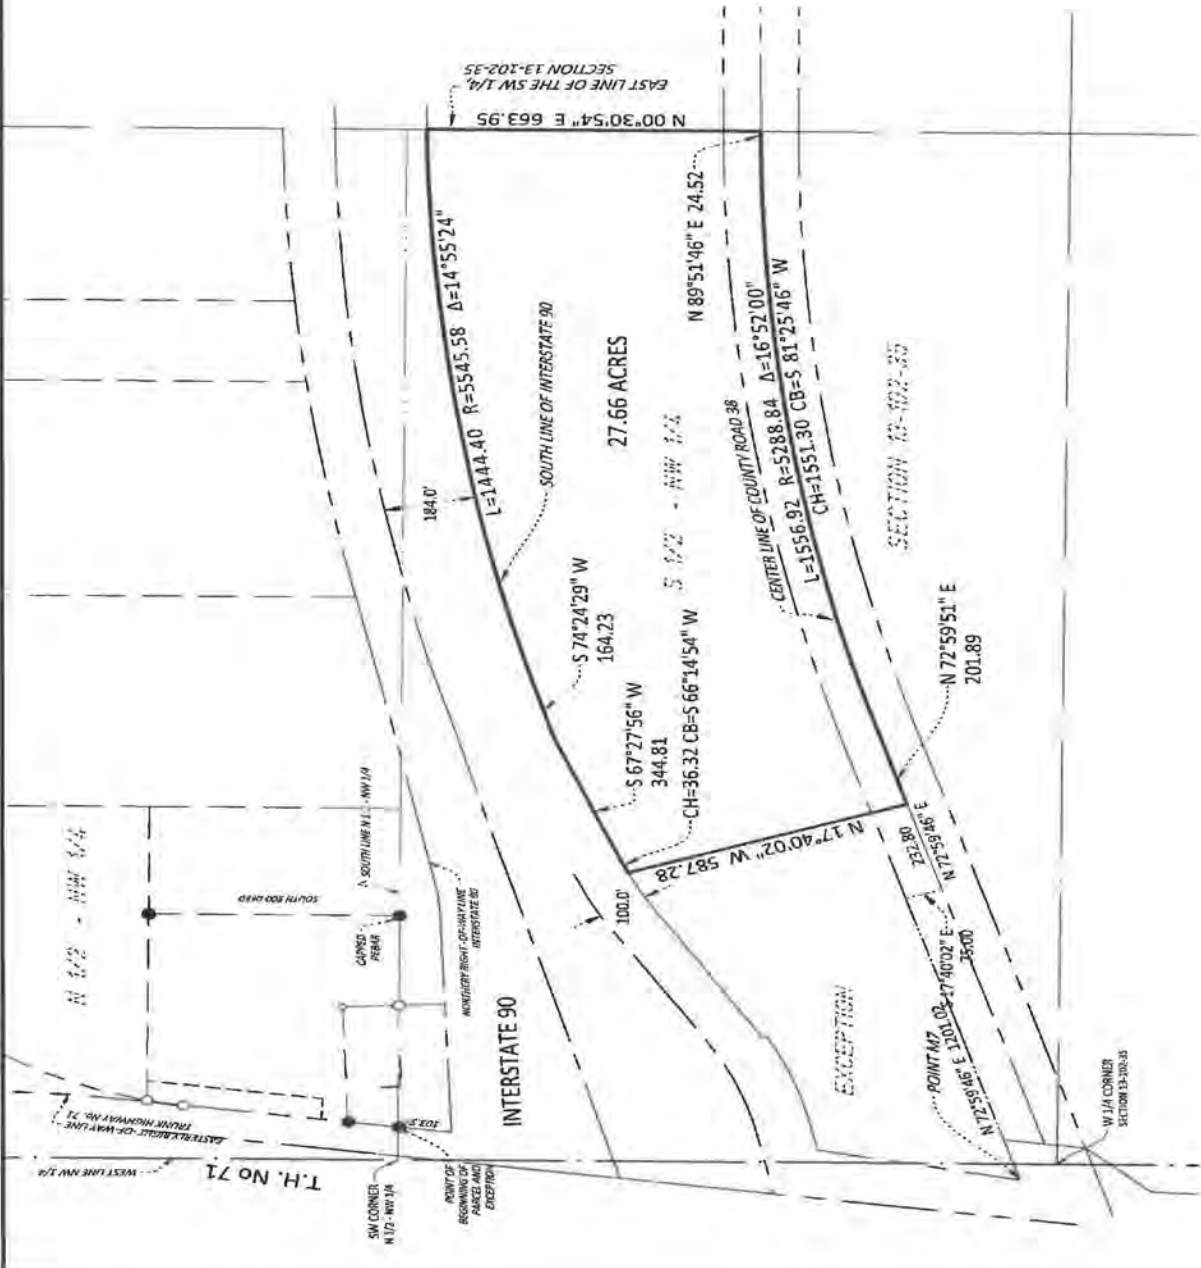 EAST LINE OF THE SW 1/4,
SECTION 13-102-35
N 00°30'54" E 663.95
L=1444.40 R=5545.58 Δ=14°55'24"
184.0'
SOUTH LINE OF INTERSTATE 90
27.66 ACRES
N 89°51'46" E 24.52
S 1/2 - NW 1/4
CENTER LINE OF COUNTY ROAD 38
L=1556.92 R=5288.84 Δ=16°52'00"
CH=1551.30 CB=S 81°25'46" W
SECTION 13-102-35
S 74°24'29" W
164.23
S 67°27'56" W
344.81
CH=36.32 CB=S 66°14'54" W
N 72°59'51" E
201.89
N 17°40'02" W 587.28
232.80
N 72°59'46" E
100.0'
N 1/2 - NW 1/4
SOUTH LINE N 1/2 - NW 1/4
SOUTH 800 DEED
CAPPED
REBAR
NORTHERLY RIGHT-OF-WAY LINE
INTERSTATE 90
INTERSTATE 90
EXCEPTION
S 17°40'02" E
75.00
POINT M7
N 72°59'46" E 1201.02
EASTERLY RIGHT-OF-WAY LINE
TRUNK HIGHWAY No. 71
WEST LINE NW 1/4
T.H. No 71
103.5'
SW CORNER
N 1/2 - NW 1/4
POINT OF
BEGINNING OF
PARCEL AND
EXCEPTION
W 1/4 CORNER
SECTION 13-102-35